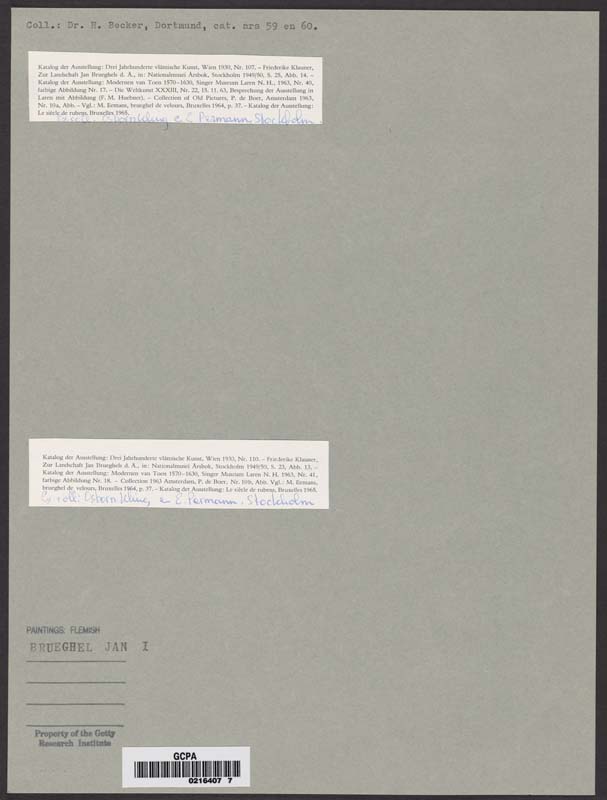 Coll.: Dr. H. Becker, Dortmund, cat. nrs 59 en 60.
Katalog der Ausstellung: Drei Jahrhunderte vlämische Kunst, Wien 1930, Nr. 107. – Friederike Klauner,
Zur Landschaft Jan Brueghels d. Ä., in: Nationalmusei Årsbok, Stockholm 1949/50, S. 25, Abb. 14. –
Katalog der Ausstellung: Modernen van Toen 1570–1630, Singer Museum Laren N. H., 1963, Nr. 40,
farbige Abbildung Nr. 17. – Die Weltkunst XXXIII, Nr. 22, 15. 11. 63, Besprechung der Ausstellung in
Laren mit Abbildung (F. M. Huebner). – Collection of Old Pictures, P. de Boer, Amsterdam 1963,
Nr. 10a, Abb. – Vgl.: M. Eemans, brueghel de velours, Bruxelles 1964, p. 37. – Katalog der Ausstellung:
Le siècle de rubens, Bruxelles 1965.
coll: e E Permann Stockholm.
Katalog der Ausstellung: Drei Jahrhunderte vlämische Kunst, Wien 1930, Nr. 110. – Friederike Klauner,
Zur Landschaft Jan Brueghels d. Ä., in: Nationalmusei Årsbok, Stockholm 1949/50, S. 23, Abb. 13. –
Katalog der Ausstellung: Modernen van Toen 1570–1630, Singer Museum Laren N. H. 1963, Nr. 41,
farbige Abbildung Nr. 18. – Collection 1963 Amsterdam, P. de Boer, Nr. 10b, Abb. Vgl.: M. Eemans,
brueghel de velours, Bruxelles 1964, p. 37. – Katalog der Ausstellung: Le siècle de rubens, Bruxelles 1965.
coll: e E. Permann. Stockholm
PAINTINGS: FLEMISH
BRUEGHEL JAN I
Property of the Getty
Research Institute
GCPA
0216407 7